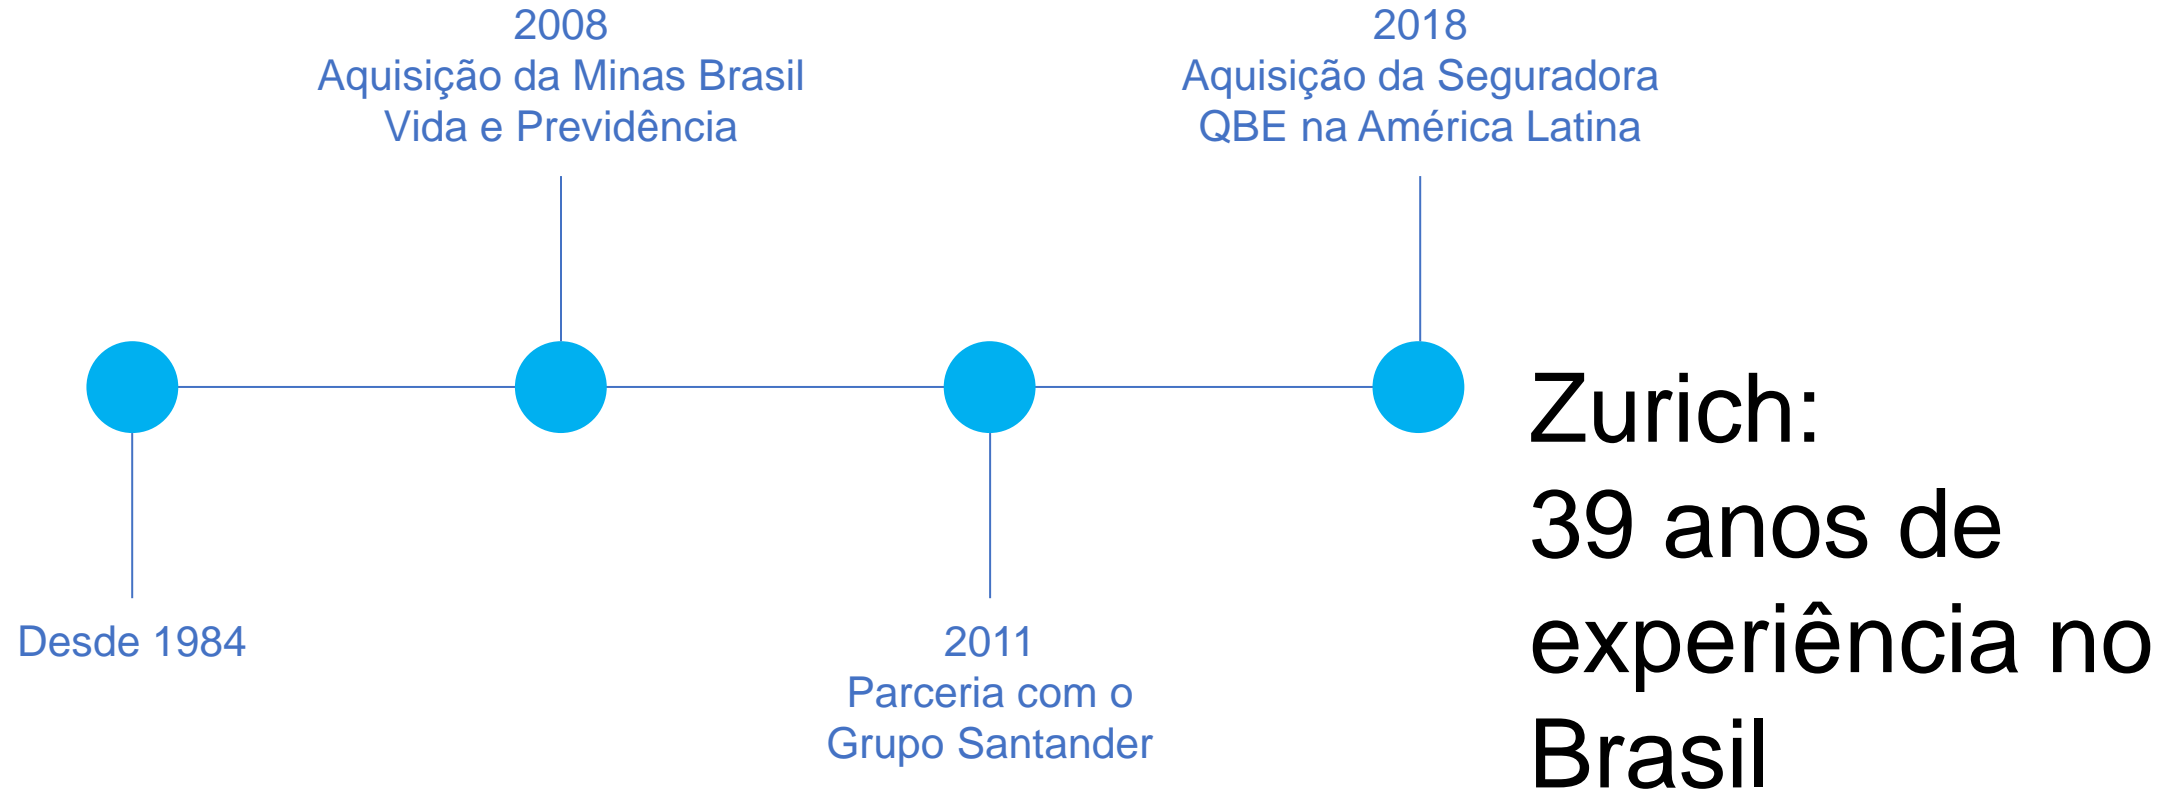 2008
Aquisição da Minas Brasil
Vida e Previdência
2018
Aquisição da Seguradora
QBE na América Latina
Desde 1984
2011
Parceria com o
Grupo Santander
Zurich:
39 anos de
experiência no
Brasil